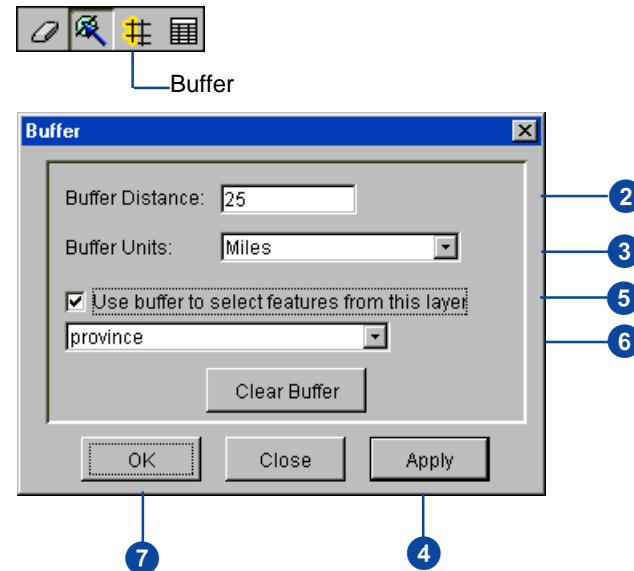 Buffer
Buffer
Buffer Distance: 25
2
Buffer Units: Miles
3
Use buffer to select features from this layer
5
province
6
Clear Buffer
OK Close Apply
7 4